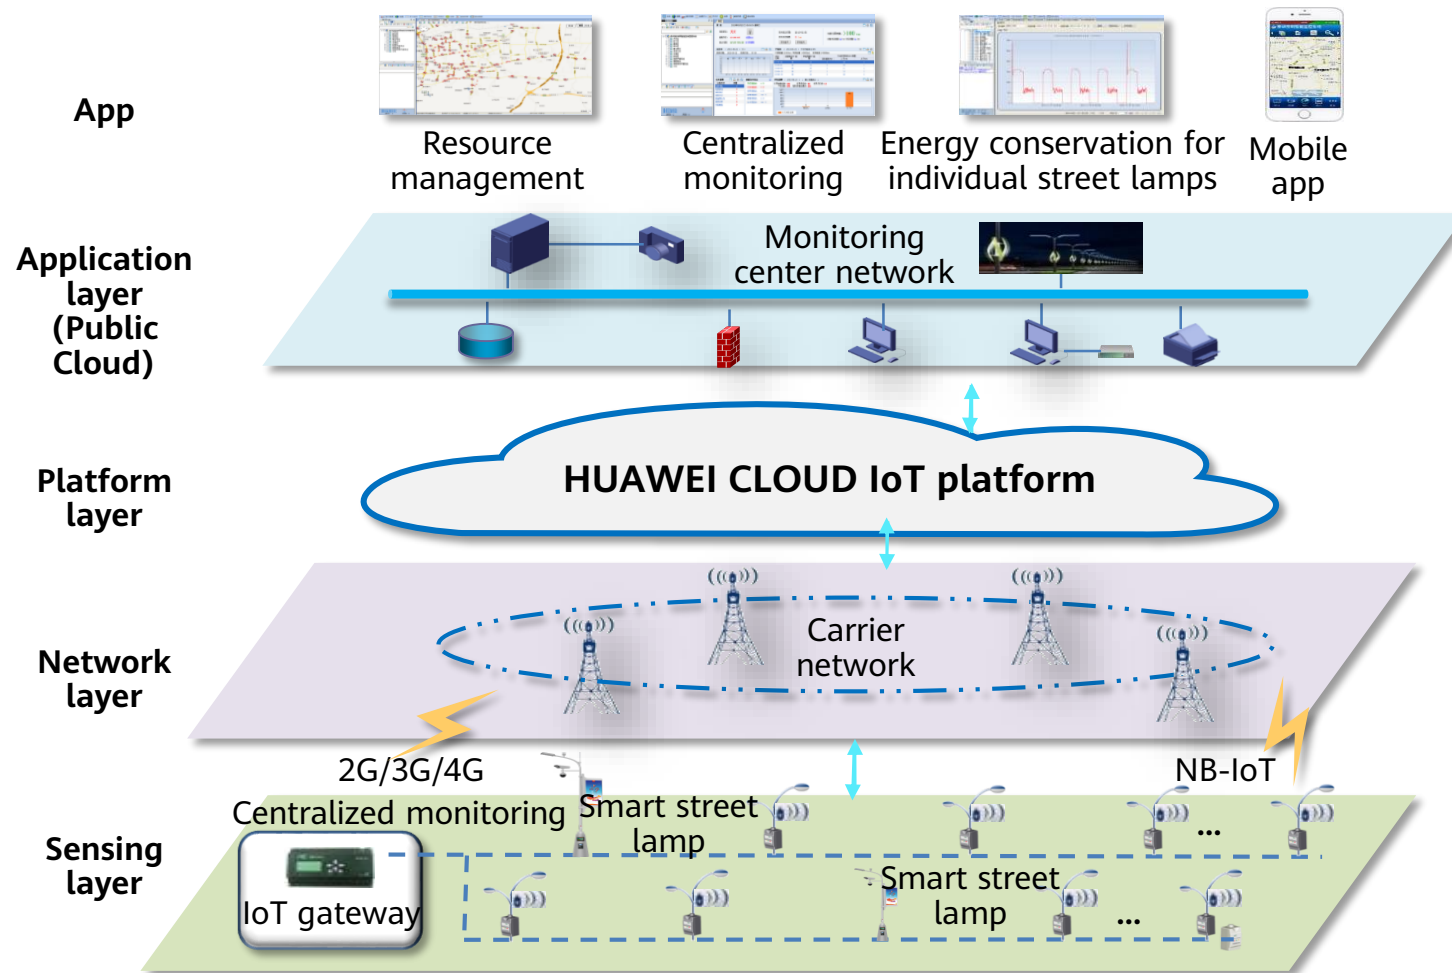 App
Resource
management
Centralized
monitoring
Energy conservation for
individual street lamps
Mobile
app
Application
layer
(Public
Cloud)
Monitoring
center network
Platform
layer
HUAWEI CLOUD IoT platform
Network
layer
Carrier
network
2G/3G/4G
NB-IoT
Sensing
layer
Centralized monitoring
IoT gateway
Smart street
lamp
...
Smart street
lamp
...